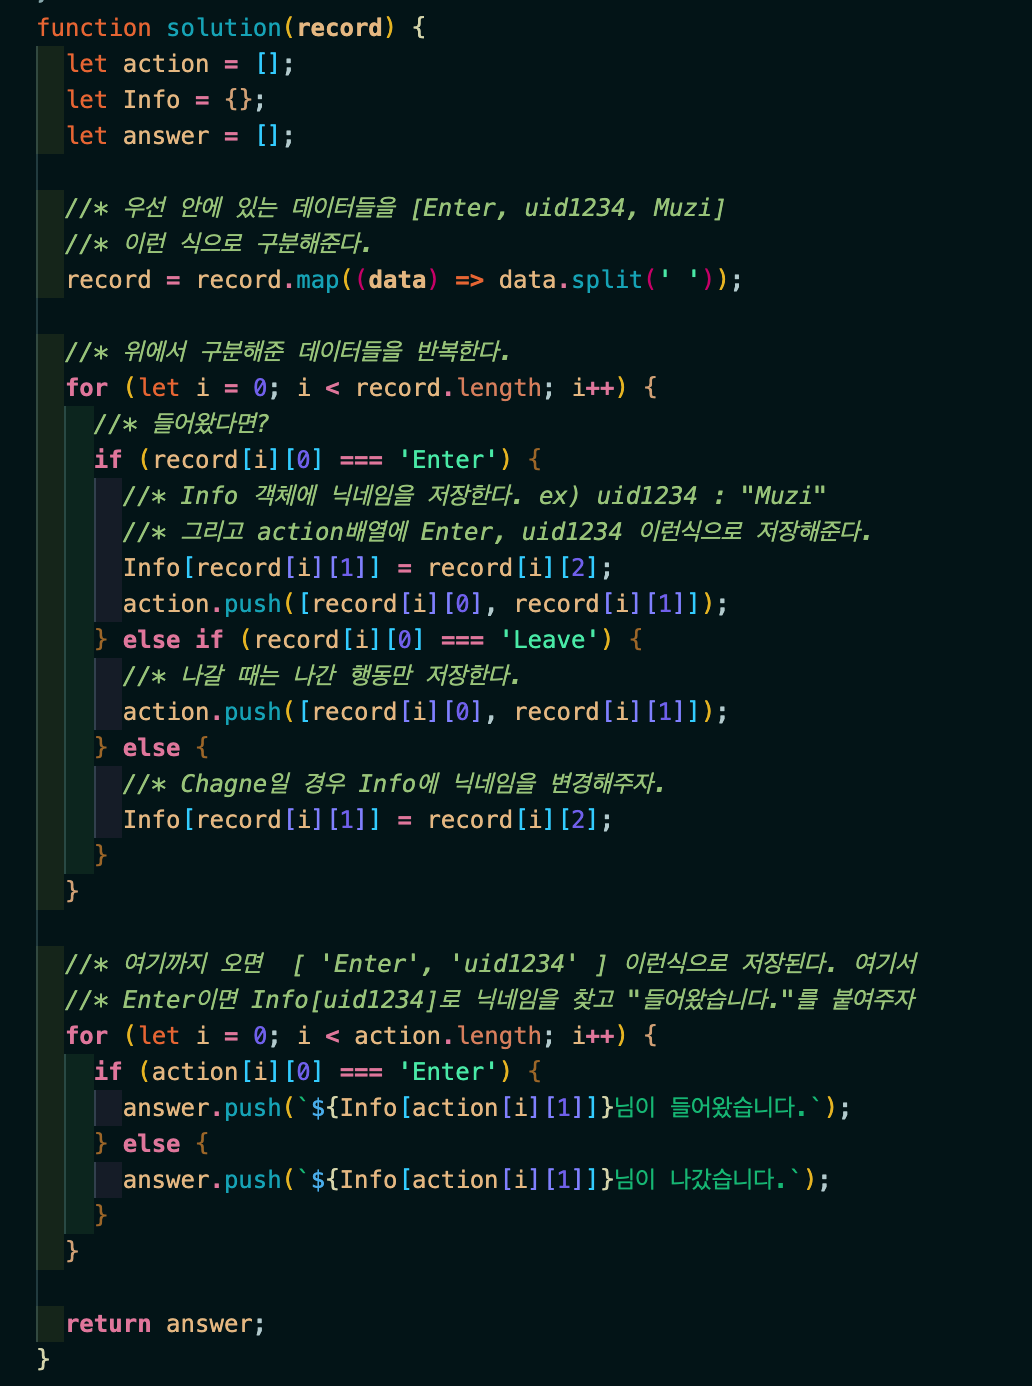 function solution(record) {
let action = [];
let Info = {};
let answer = [];
//* 우선 안에 있는 데이터들을 [Enter, uid1234, Muzi]
//* 이런 식으로 구분해준다.
record = record.map((data) => data.split(' '));
//* 위에서 구분해준 데이터들을 반복한다.
for (let i = 0; i < record.length; i++) {
//* 들어왔다면?
if (record[i][0] === 'Enter') {
//* Info 객체에 닉네임을 저장한다. ex) uid1234 : "Muzi"
//* 그리고 action배열에 Enter, uid1234 이런식으로 저장해준다.
Info[record[i][1]] = record[i][2];
action.push([record[i][0], record[i][1]]);
} else if (record[i][0] === 'Leave') {
//* 나갈 때는 나간 행동만 저장한다.
action.push([record[i][0], record[i][1]]);
} else {
//* Chagne일 경우 Info에 닉네임을 변경해주자.
Info[record[i][1]] = record[i][2];
}
}
//* 여기까지 오면  [ 'Enter', 'uid1234' ] 이런식으로 저장된다. 여기서
//* Enter이면 Info[uid1234]로 닉네임을 찾고 "들어왔습니다."를 붙여주자
for (let i = 0; i < action.length; i++) {
if (action[i][0] === 'Enter') {
answer.push(`${Info[action[i][1]]}님이 들어왔습니다.`);
} else {
answer.push(`${Info[action[i][1]]}님이 나갔습니다.`);
}
}
return answer;
}